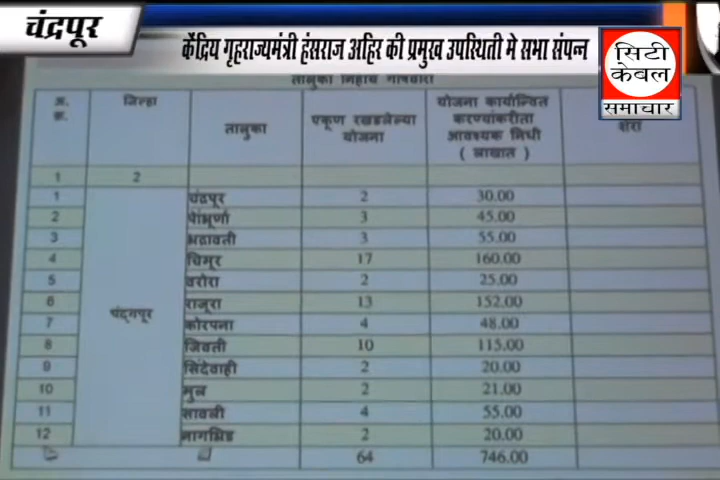 चंद्रपूर
केंद्रिय गृहराज्यमंत्री हंसराज अहिर की प्रमुख उपस्थिती मे सभा संपन्न
सिटी
केबल
समाचार
तालुका निहाय गोषवारा
अ. क्र. जिल्हा तालुका एकूण रखडलेल्या योजना योजना कार्यान्वित करण्यांकरीता आवश्यक निधी ( लाखात ) शेरा
1 2
1 चंद्रपूर 2 30.00
2 पोंभूर्णा 3 45.00
3 भद्रावती 3 55.00
4 चिमूर 17 160.00
5 वरोरा 2 25.00
6 राजूरा 13 152.00
चंद्रपूर
7 कोरपना 4 48.00
8 जिवती 10 115.00
9 सिंदेवाही 2 20.00
10 मुल 2 21.00
11 सावली 4 55.00
12 नागभिड 2 20.00
64 746.00